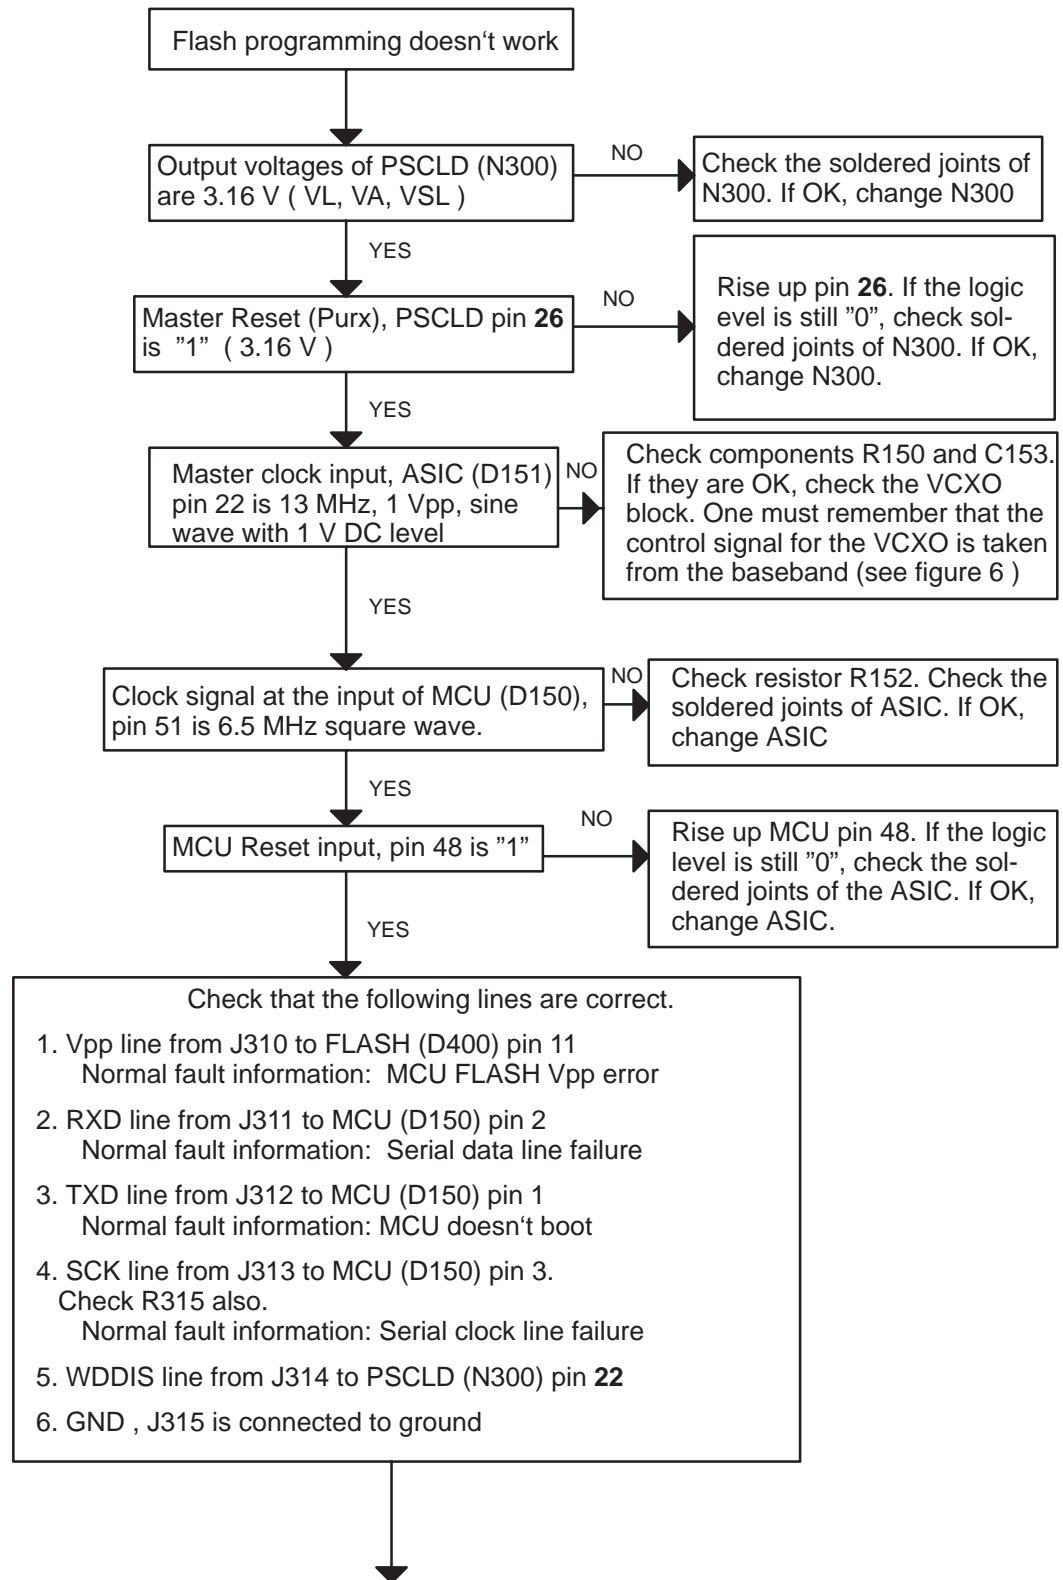 Flash programming doesn‘t work
Output voltages of PSCLD (N300)
are 3.16 V ( VL, VA, VSL )
NO
Check the soldered joints of
N300. If OK, change N300
YES
Master Reset (Purx), PSCLD pin 26
is ”1” ( 3.16 V )
NO
Rise up pin 26. If the logic
evel is still ”0”, check sol-
dered joints of N300. If OK,
change N300.
YES
Master clock input, ASIC (D151)
pin 22 is 13 MHz, 1 Vpp, sine
wave with 1 V DC level
NO
Check components R150 and C153.
If they are OK, check the VCXO
block. One must remember that the
control signal for the VCXO is taken
from the baseband (see figure 6 )
YES
Clock signal at the input of MCU (D150),
pin 51 is 6.5 MHz square wave.
NO
Check resistor R152. Check the
soldered joints of ASIC. If OK,
change ASIC
YES
MCU Reset input, pin 48 is ”1”
NO
Rise up MCU pin 48. If the logic
level is still ”0”, check the sol-
dered joints of the ASIC. If OK,
change ASIC.
YES
Check that the following lines are correct.
1. Vpp line from J310 to FLASH (D400) pin 11
Normal fault information: MCU FLASH Vpp error
2. RXD line from J311 to MCU (D150) pin 2
Normal fault information: Serial data line failure
3. TXD line from J312 to MCU (D150) pin 1
Normal fault information: MCU doesn‘t boot
4. SCK line from J313 to MCU (D150) pin 3.
Check R315 also.
Normal fault information: Serial clock line failure
5. WDDIS line from J314 to PSCLD (N300) pin 22
6. GND , J315 is connected to ground